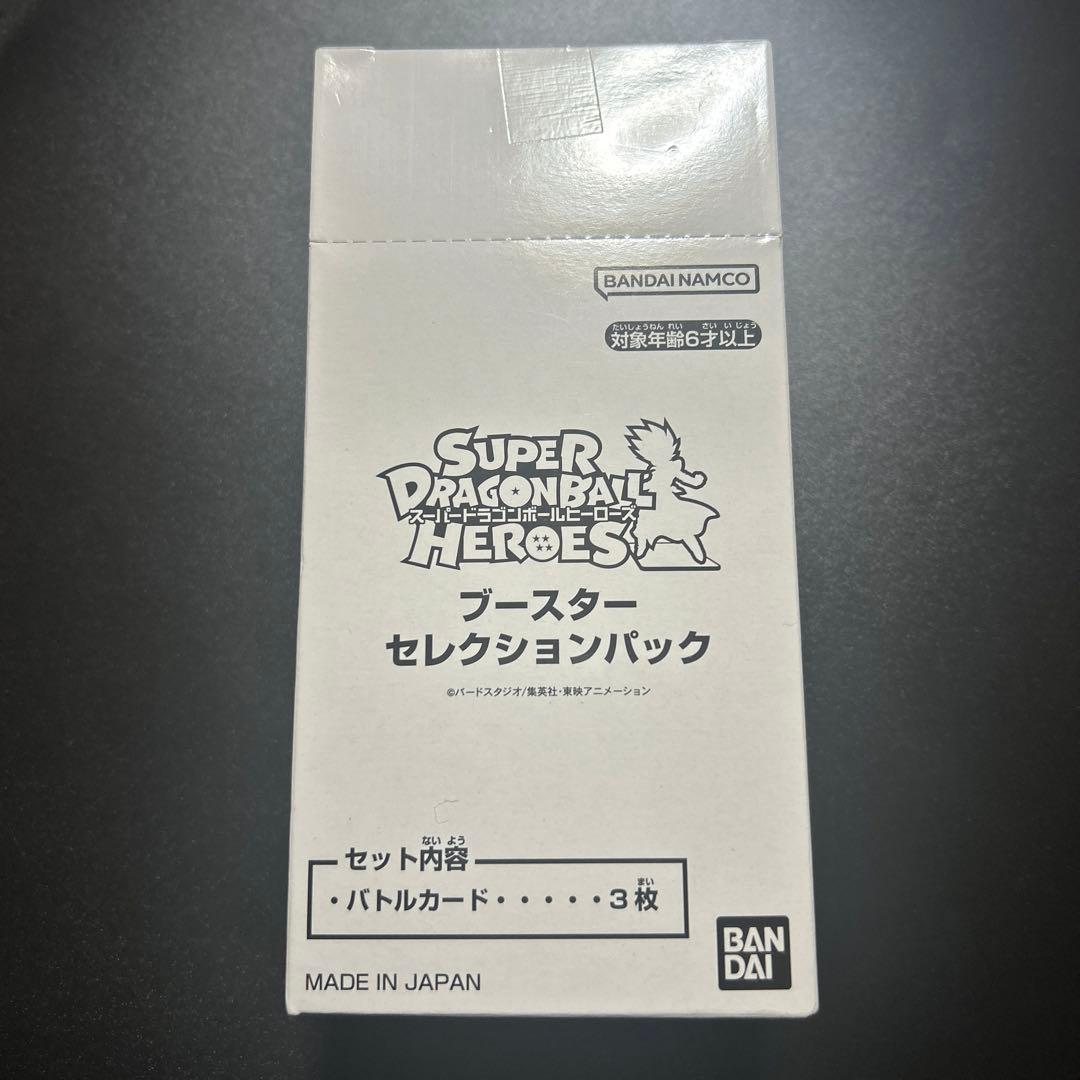 BANDAI NAMCO
たいしょうねんれい さいいじょう
対象年齢6才以上
SUPER
DRAGONBALL
スーパードラゴンボールヒーローズ
HEROES
ブースター
セレクションパック
©バードスタジオ/集英社・東映アニメーション
ないよう
セット内容
まい
・バトルカード・・・・・3枚
BAN
DAI
MADE IN JAPAN